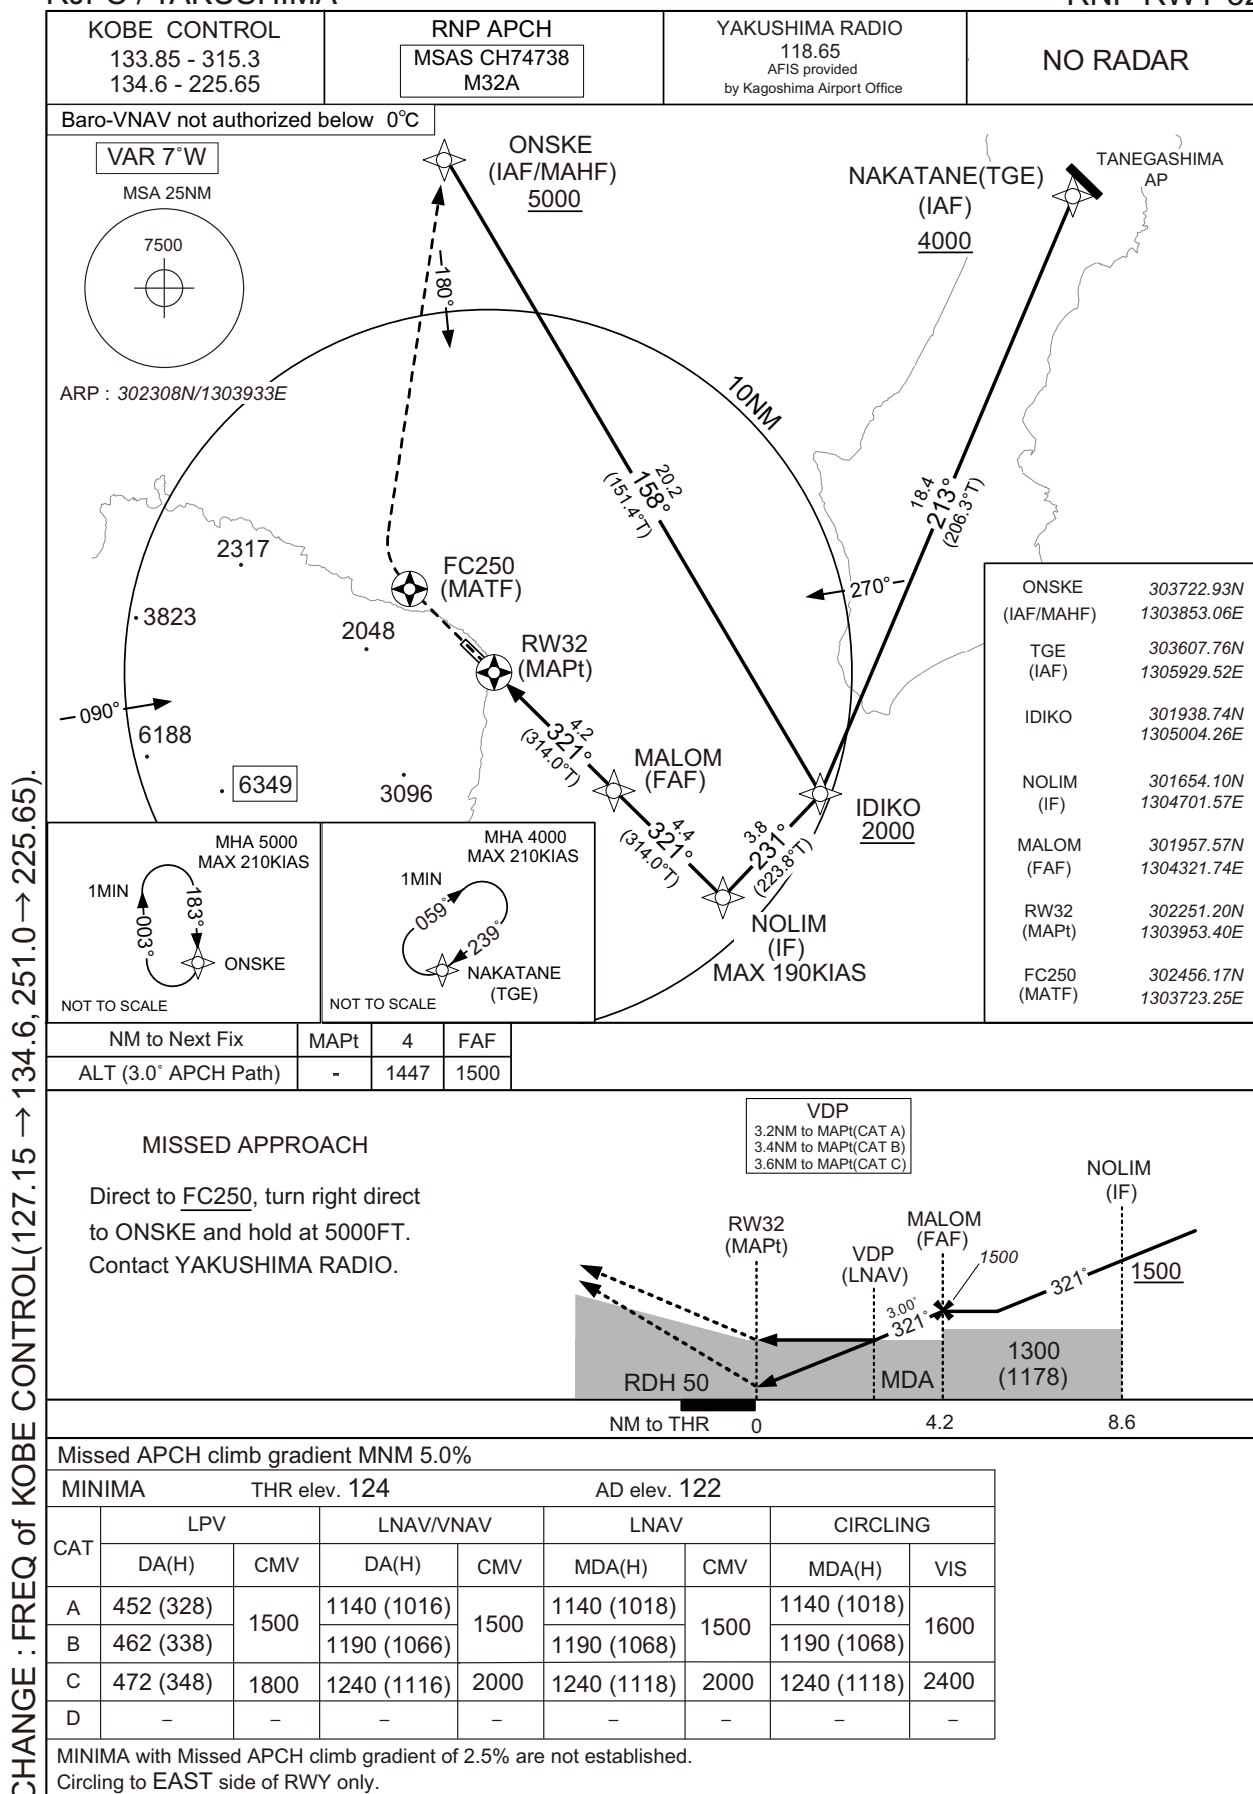 RJFC / YAKUSHIMA
RNP RWY 32
KOBE CONTROL
133.85 - 315.3
134.6 - 225.65
RNP APCH
MSAS CH74738
M32A
YAKUSHIMA RADIO
118.65
AFIS provided
by Kagoshima Airport Office
NO RADAR
Baro-VNAV not authorized below 0°C
VAR 7°W
MSA 25NM
7500
ARP : 302308N/1303933E
ONSKE
(IAF/MAHF)
5000
NAKATANE(TGE)
(IAF)
4000
TANEGASHIMA
AP
180°
10NM
20.2
158°
(151.4°T)
18.4
213°
(206.3°T)
270°
090°
2317
3823
2048
6188
6349
3096
FC250
(MATF)
RW32
(MAPt)
4.2
321°
(314.0°T)
MALOM
(FAF)
4.4
321°
(314.0°T)
3.8
231°
(223.8°T)
IDIKO
2000
NOLIM
(IF)
MAX 190KIAS
ONSKE 303722.93N
(IAF/MAHF) 1303853.06E
TGE 303607.76N
(IAF) 1305929.52E
IDIKO 301938.74N
1305004.26E
NOLIM 301654.10N
(IF) 1304701.57E
MALOM 301957.57N
(FAF) 1304321.74E
RW32 302251.20N
(MAPt) 1303953.40E
FC250 302456.17N
(MATF) 1303723.25E
MHA 5000
MAX 210KIAS
1MIN
003°
183°
ONSKE
NOT TO SCALE
MHA 4000
MAX 210KIAS
1MIN
059°
239°
NAKATANE
(TGE)
NOT TO SCALE
NM to Next Fix MAPt 4 FAF
ALT (3.0° APCH Path) - 1447 1500
MISSED APPROACH
Direct to FC250, turn right direct
to ONSKE and hold at 5000FT.
Contact YAKUSHIMA RADIO.
VDP
3.2NM to MAPt(CAT A)
3.4NM to MAPt(CAT B)
3.6NM to MAPt(CAT C)
RW32
(MAPt)
VDP
(LNAV)
MALOM
(FAF)
1500
NOLIM
(IF)
1500
321°
3.00°
321°
RDH 50
MDA
1300
(1178)
NM to THR 0 4.2 8.6
Missed APCH climb gradient MNM 5.0%
MINIMA THR elev. 124 AD elev. 122
CAT LPV LNAV/VNAV LNAV CIRCLING
DA(H) CMV DA(H) CMV MDA(H) CMV MDA(H) VIS
A 452 (328) 1500 1140 (1016) 1500 1140 (1018) 1500 1140 (1018) 1600
B 462 (338) 1190 (1066) 1190 (1068) 1190 (1068)
C 472 (348) 1800 1240 (1116) 2000 1240 (1118) 2000 1240 (1118) 2400
D – – – – – – – –
MINIMA with Missed APCH climb gradient of 2.5% are not established.
Circling to EAST side of RWY only.
CHANGE : FREQ of KOBE CONTROL(127.15 → 134.6, 251.0 → 225.65).